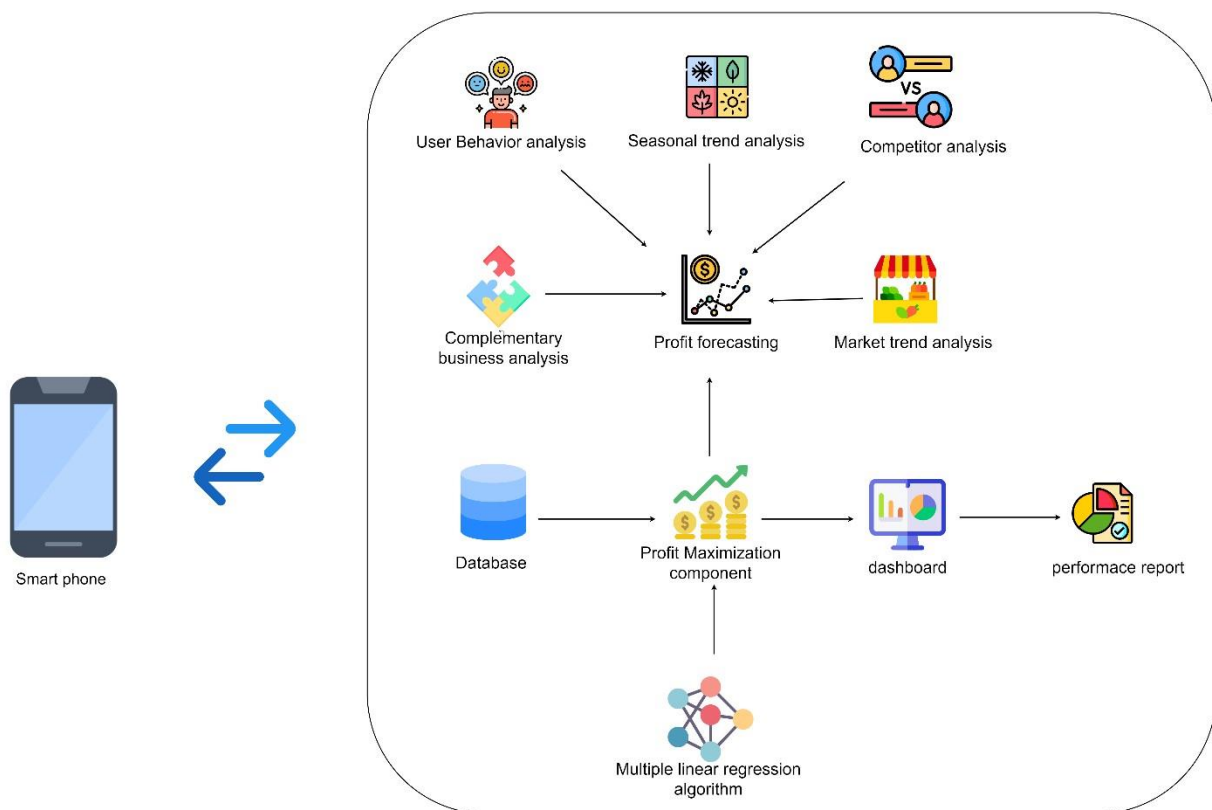 VS
User Behavior analysis
Seasonal trend analysis
Competitor analysis
$
Complementary
business analysis
Profit forecasting
Market trend analysis
$ $ $
Smart phone
Database
Profit Maximization
component
dashboard
performace report
Multiple linear regression
algorithm